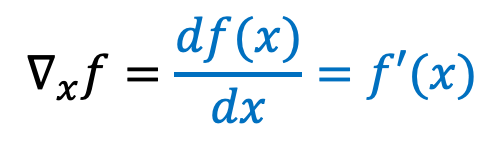 ∇ₓf = df(x)/dx = f′(x)